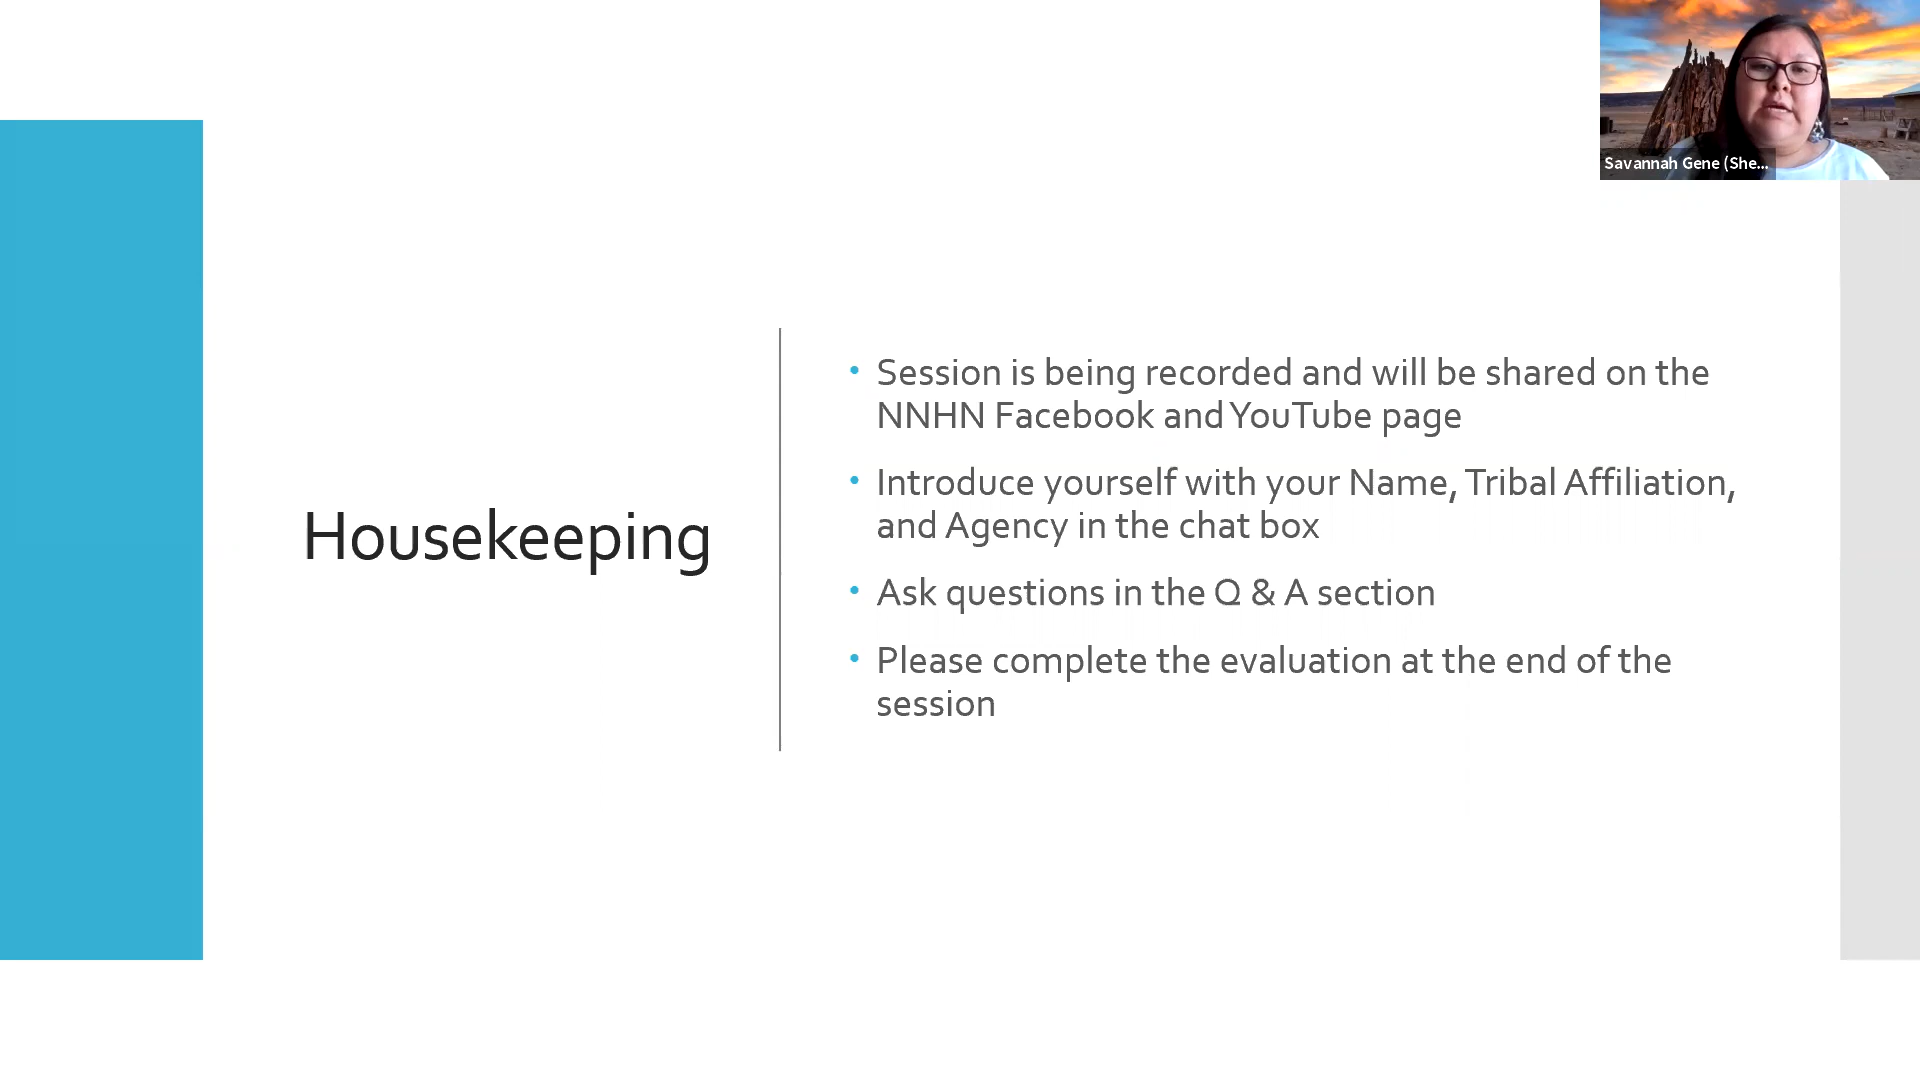 Savannah Gene (She...
Housekeeping
• Session is being recorded and will be shared on the
NNHN Facebook and YouTube page
• Introduce yourself with your Name, Tribal Affiliation,
and Agency in the chat box
• Ask questions in the Q & A section
• Please complete the evaluation at the end of the
session